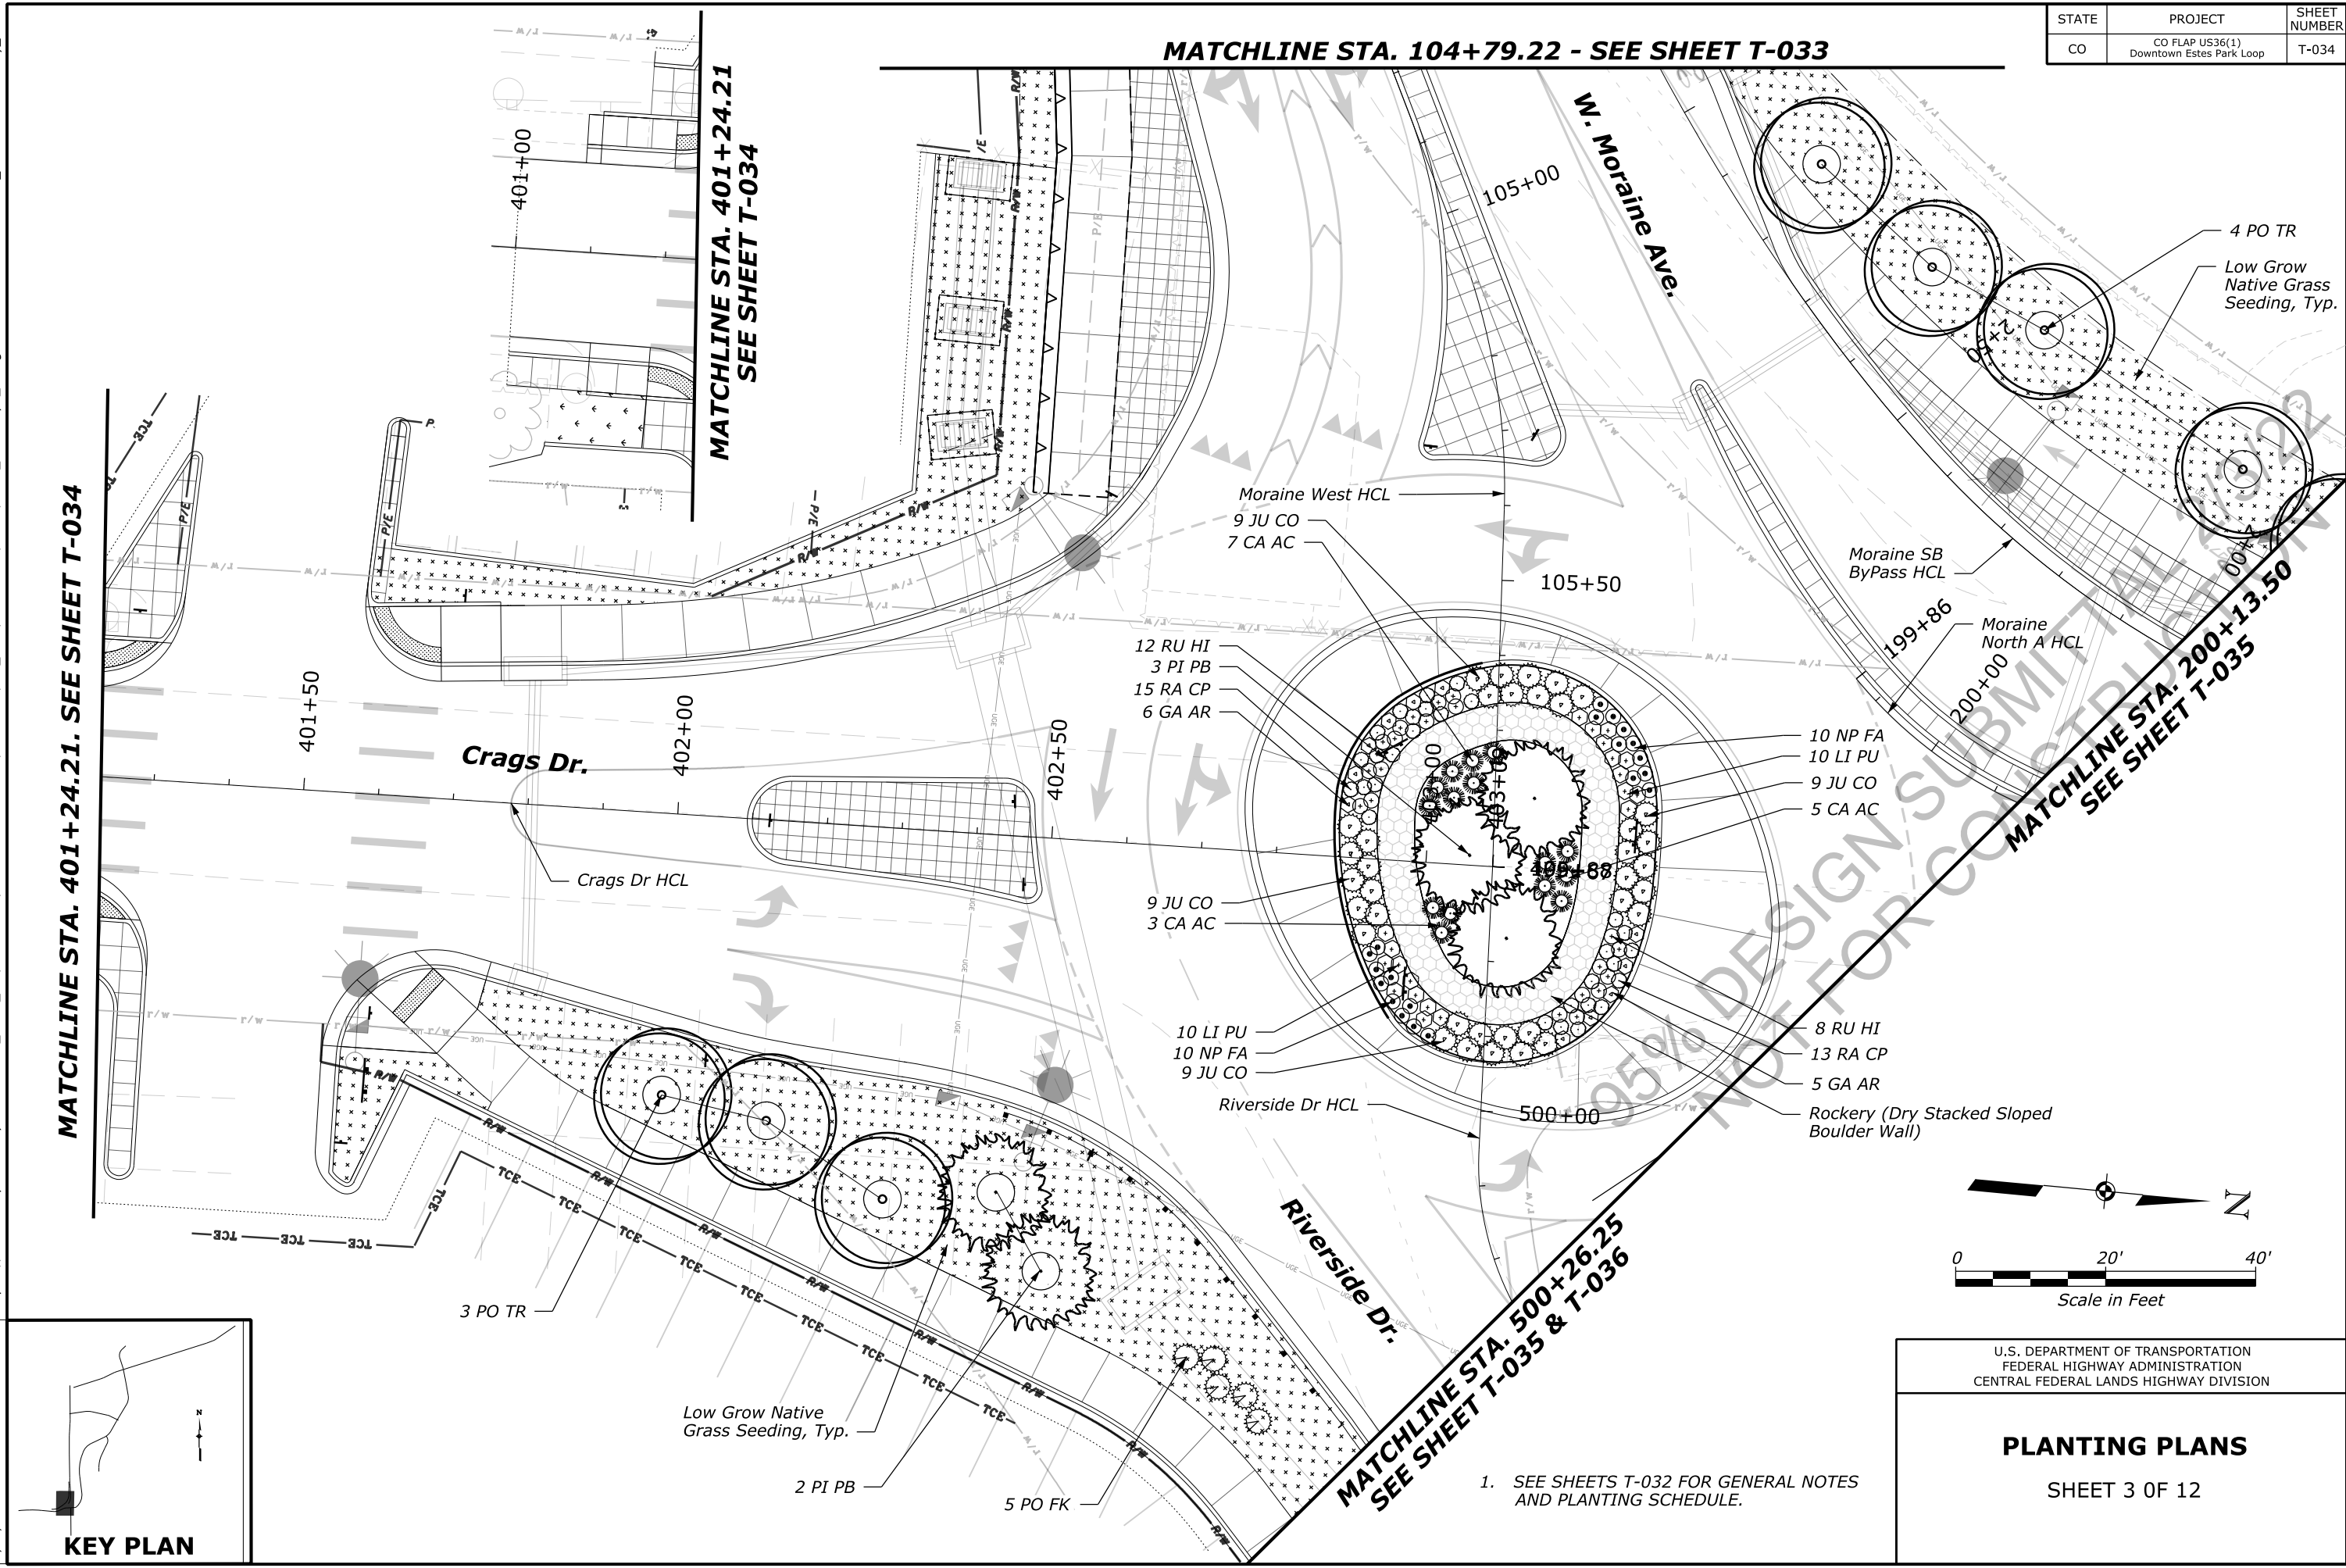 STATE PROJECT SHEET NUMBER
CO CO FLAP US36(1) Downtown Estes Park Loop T-034
MATCHLINE STA. 104+79.22 - SEE SHEET T-033
MATCHLINE STA. 401+24.21
SEE SHEET T-034
401+00
W. Moraine Ave.
105+00
4 PO TR
Low Grow
Native Grass
Seeding, Typ.
MATCHLINE STA. 401+24.21. SEE SHEET T-034
Moraine West HCL
9 JU CO
7 CA AC
105+50
Moraine SB
ByPass HCL
199+86
Moraine
North A HCL
200+00
MATCHLINE STA. 200+13.50
SEE SHEET T-035
12 RU HI
3 PI PB
15 RA CP
6 GA AR
401+50
402+00
402+50
Crags Dr.
Crags Dr HCL
10 NP FA
10 LI PU
9 JU CO
5 CA AC
9 JU CO
3 CA AC
10 LI PU
10 NP FA
9 JU CO
Riverside Dr HCL
500+00
8 RU HI
13 RA CP
5 GA AR
Rockery (Dry Stacked Sloped
Boulder Wall)
95% DESIGN SUBMITTAL
NOT FOR CONSTRUCTION
Riverside Dr.
MATCHLINE STA. 500+26.25
SEE SHEET T-035 & T-036
3 PO TR
Low Grow Native
Grass Seeding, Typ.
2 PI PB
5 PO FK
R/W
TCE
P/E
r/w
UGE
N
0 20' 40'
Scale in Feet
1. SEE SHEETS T-032 FOR GENERAL NOTES
AND PLANTING SCHEDULE.
N
KEY PLAN
U.S. DEPARTMENT OF TRANSPORTATION
FEDERAL HIGHWAY ADMINISTRATION
CENTRAL FEDERAL LANDS HIGHWAY DIVISION
PLANTING PLANS
SHEET 3 0F 12